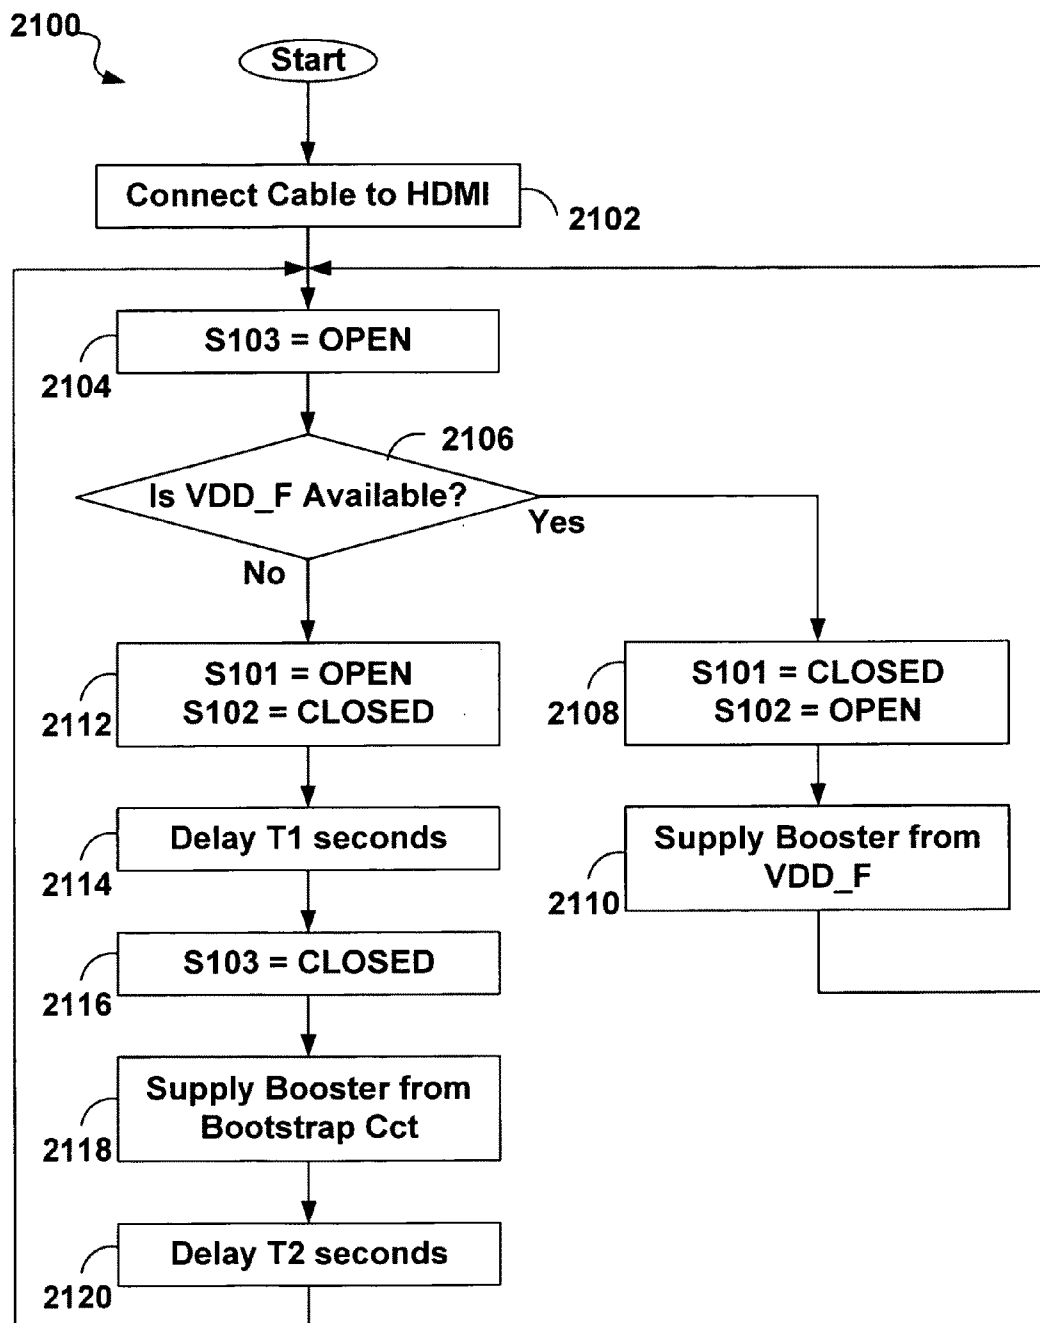 2100
Start
Connect Cable to HDMI
2102
S103 = OPEN
2104
2106
Is VDD_F Available?
Yes
No
S101 = OPEN
S102 = CLOSED
2112
S101 = CLOSED
S102 = OPEN
2108
Delay T1 seconds
2114
Supply Booster from
VDD_F
2110
S103 = CLOSED
2116
Supply Booster from
Bootstrap Cct
2118
Delay T2 seconds
2120